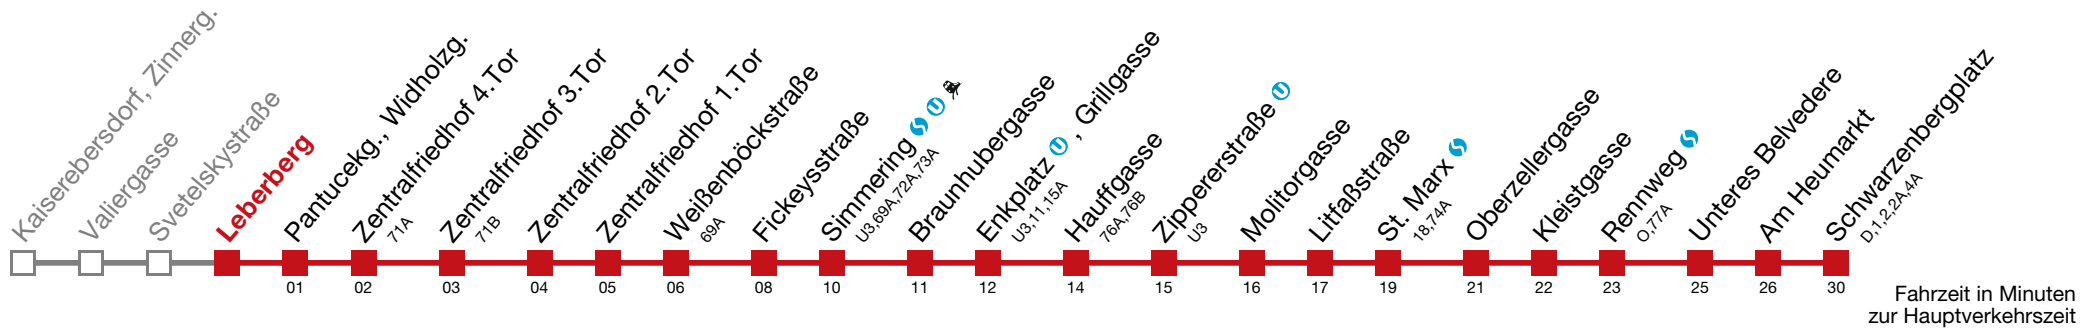 Kaiserebersdorf, Zinnerg.
Valiergasse
Svetelskystraße
Leberberg
Pantucekg., Widholzg.
01
Zentralfriedhof 4.Tor
71A
02
Zentralfriedhof 3.Tor
71B
03
Zentralfriedhof 2.Tor
04
Zentralfriedhof 1.Tor
05
Weißenböckstraße
69A
06
Fickeysstraße
08
Simmering S U
U3,69A,72A,73A
10
Braunhubergasse
11
Enkplatz U , Grillgasse
U3,11,15A
12
Hauffgasse
76A,76B
14
Zippererstraße U
U3
15
Molitorgasse
16
Litfaßstraße
17
St. Marx S
18,74A
19
Oberzellergasse
21
Kleistgasse
22
Rennweg S
O,77A
23
Unteres Belvedere
25
Am Heumarkt
26
Schwarzenbergplatz
D,1,2,2A,4A
30
Fahrzeit in Minuten
zur Hauptverkehrszeit